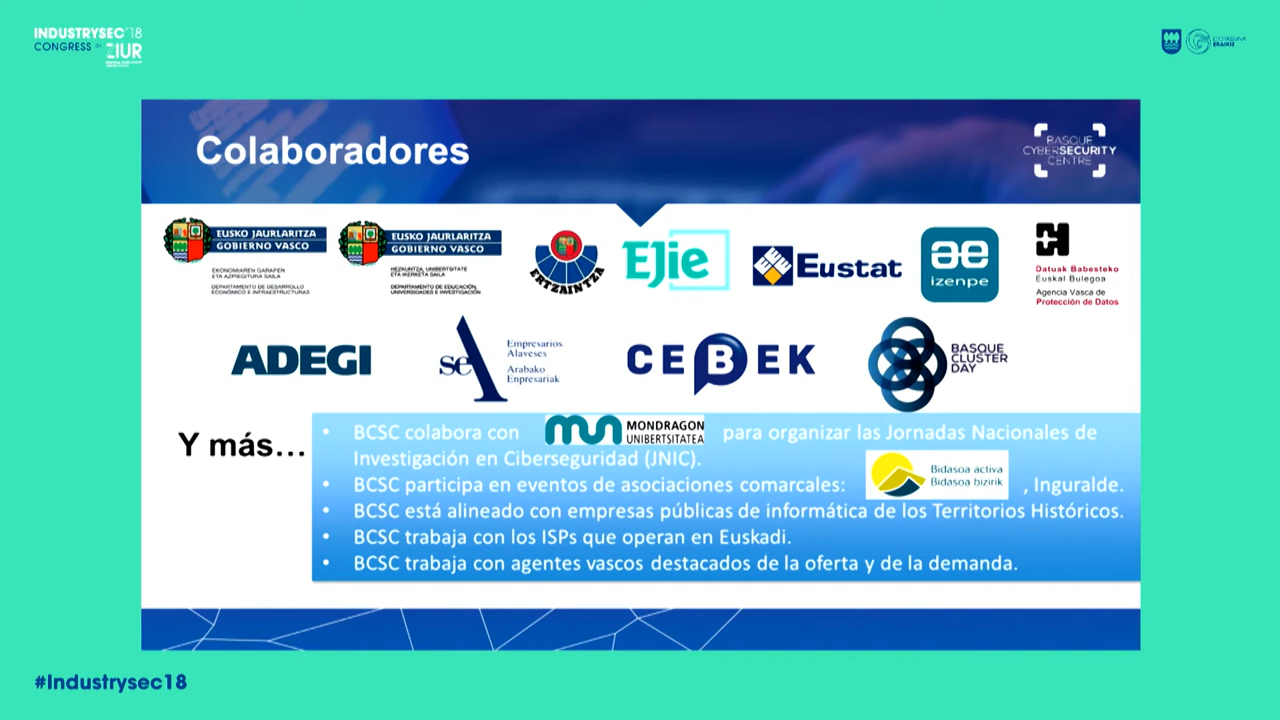 INDUSTRYSEC'18
CONGRESS BY ZIUR
Colaboradores
BASQUE
CYBERSECURITY
CENTRE
EUSKO JAURLARITZA
GOBIERNO VASCO
EKONOMIAREN GARAPEN
ETA AZPIEGITURA SAILA
DEPARTAMENTO DE DESARROLLO
ECONÓMICO E INFRAESTRUCTURAS
EUSKO JAURLARITZA
GOBIERNO VASCO
HEZKUNTZA, UNIBERTSITATE
ETA IKERKETA SAILA
DEPARTAMENTO DE EDUCACIÓN,
UNIVERSIDADES E INVESTIGACIÓN
ERTZAINTZA
EJie
Eustat
izenpe
Datuak Babesteko
Euskal Bulegoa
Agencia Vasca de
Protección de Datos
ADEGI
sea
Empresarios
Alaveses
Arabako
Enpresariak
CEBEK
BASQUE
CLUSTER
DAY
Y más...
• BCSC colabora con MONDRAGON UNIBERTSITATEA para organizar las Jornadas Nacionales de
Investigación en Ciberseguridad (JNIC).
• BCSC participa en eventos de asociaciones comarcales: Bidasoa activa Bidasoa bizirik , Inguralde.
• BCSC está alineado con empresas públicas de informática de los Territorios Históricos.
• BCSC trabaja con los ISPs que operan en Euskadi.
• BCSC trabaja con agentes vascos destacados de la oferta y de la demanda.
#Industrysec18